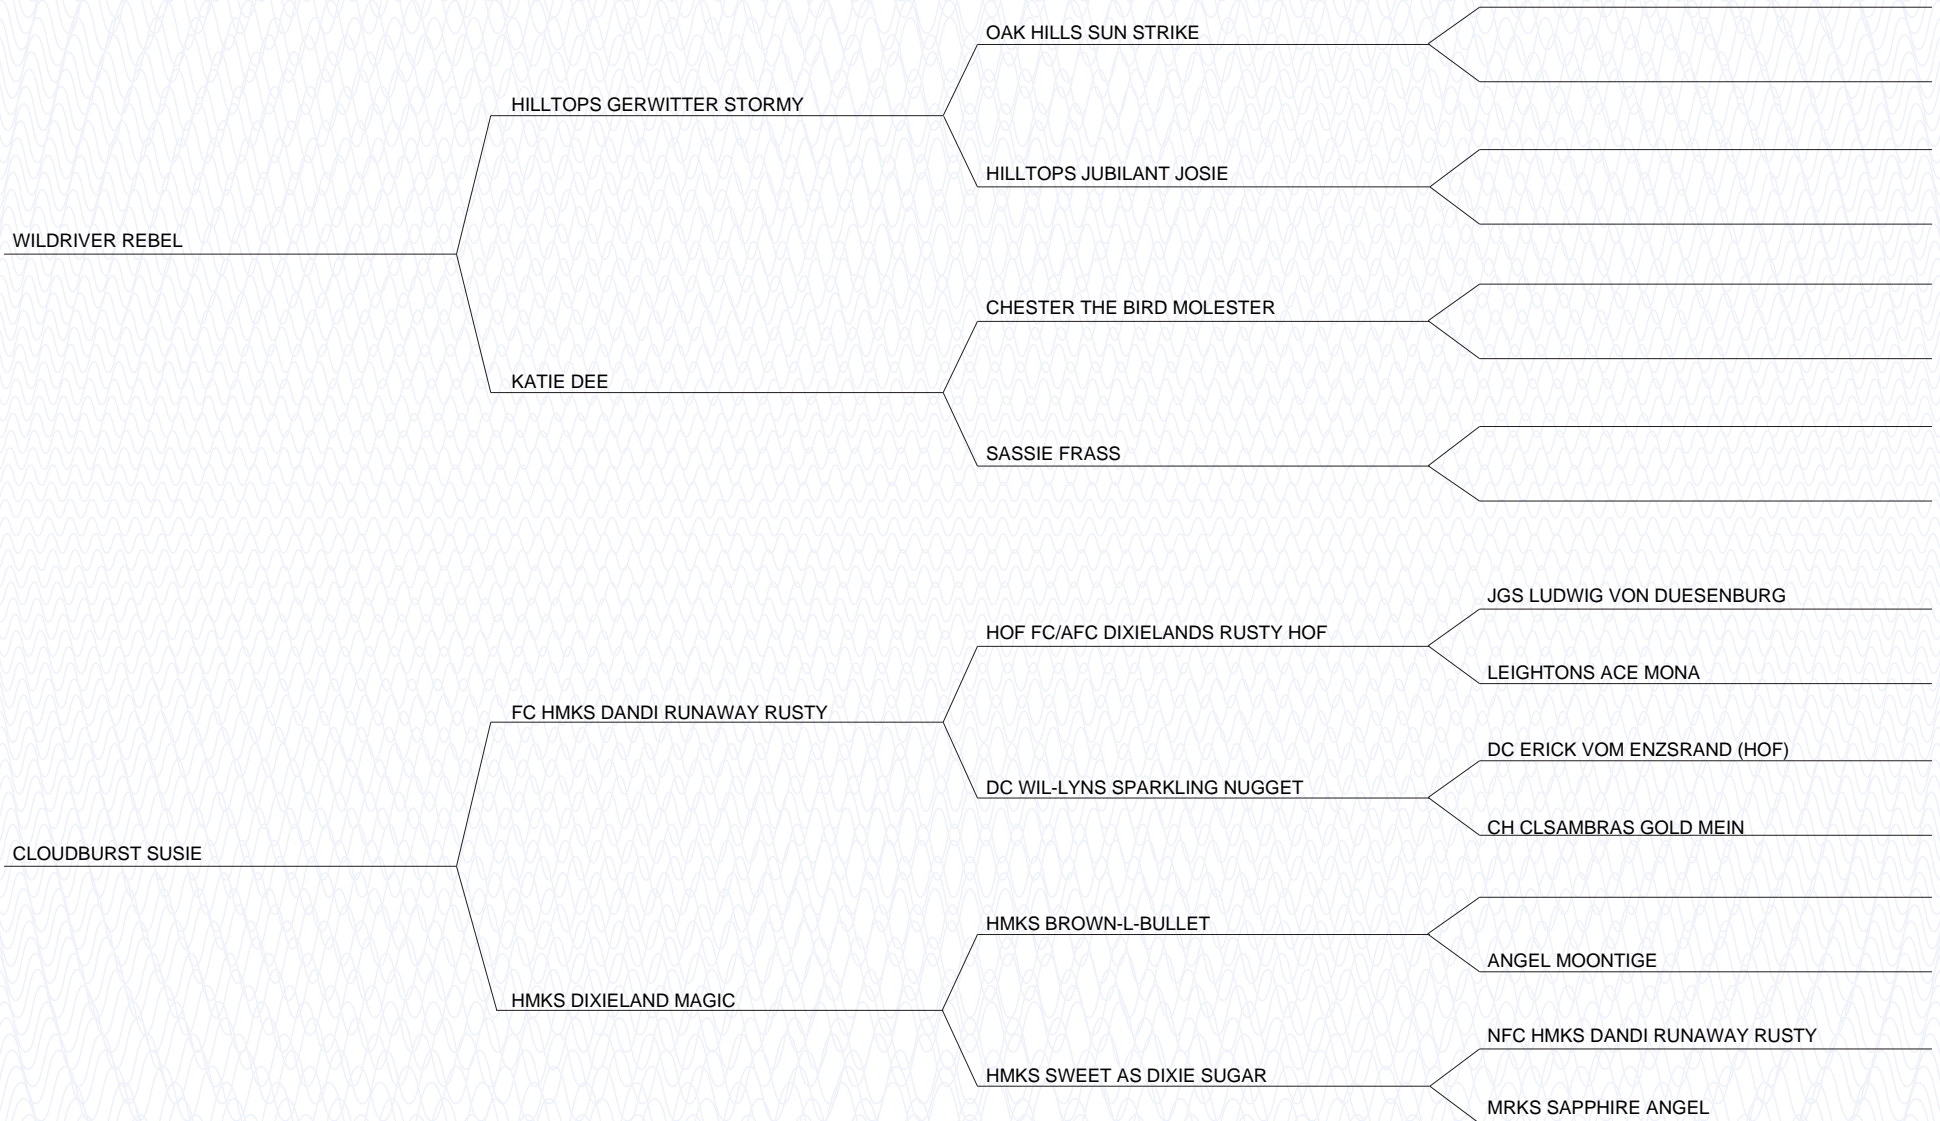 OAK HILLS SUN STRIKE
HILLTOPS GERWITTER STORMY
HILLTOPS JUBILANT JOSIE
WILDRIVER REBEL
CHESTER THE BIRD MOLESTER
KATIE DEE
SASSIE FRASS
JGS LUDWIG VON DUESENBURG
HOF FC/AFC DIXIELANDS RUSTY HOF
LEIGHTONS ACE MONA
FC HMKS DANDI RUNAWAY RUSTY
DC ERICK VOM ENZSRAND (HOF)
DC WIL-LYNS SPARKLING NUGGET
CH CLSAMBRAS GOLD MEIN
CLOUDBURST SUSIE
HMKS BROWN-L-BULLET
ANGEL MOONTIGE
HMKS DIXIELAND MAGIC
NFC HMKS DANDI RUNAWAY RUSTY
HMKS SWEET AS DIXIE SUGAR
MRKS SAPPHIRE ANGEL